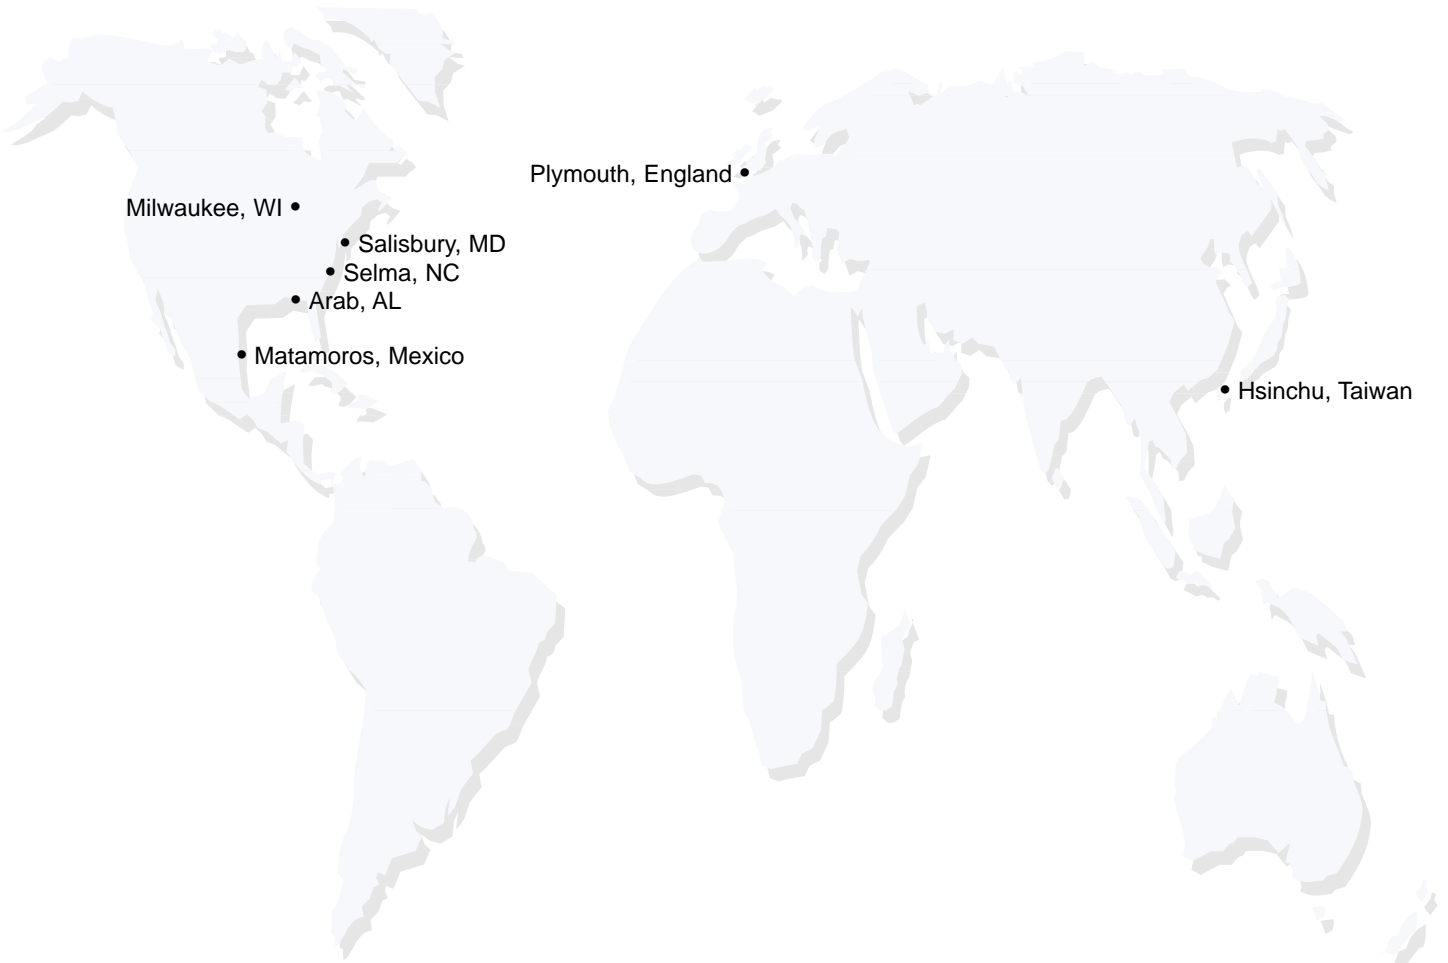 Plymouth, England
Milwaukee, WI
Salisbury, MD
Selma, NC
Arab, AL
Matamoros, Mexico
Hsinchu, Taiwan